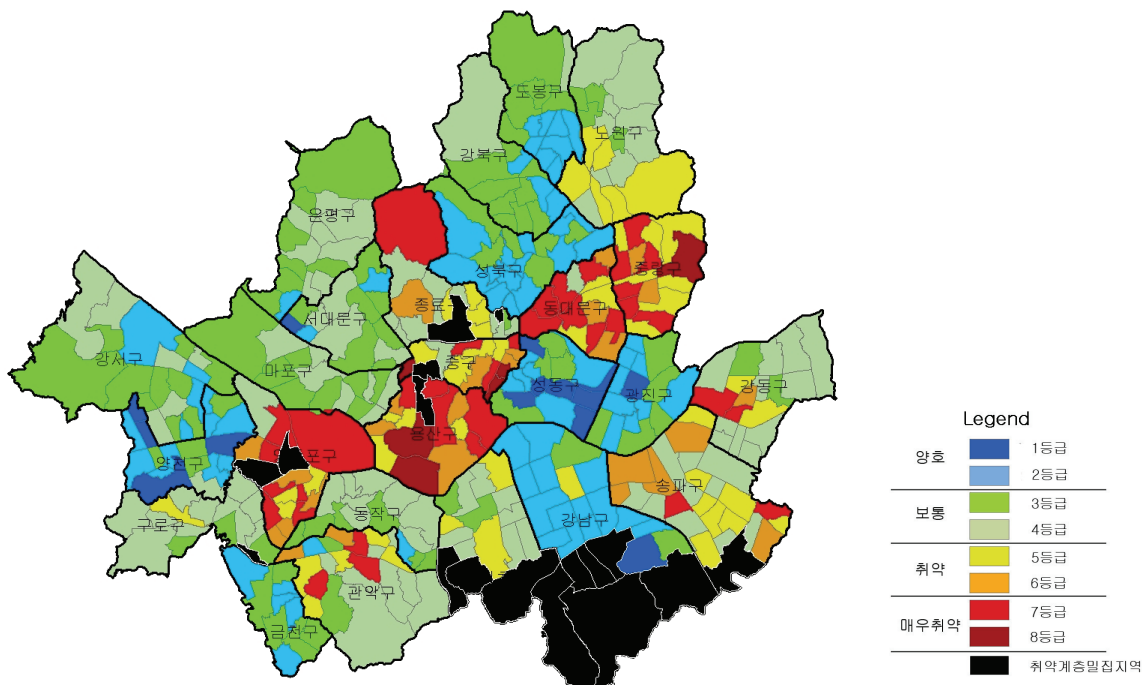 도봉구
노원구
강북구
은평구
성북구
중랑구
종로구
동대문구
서대문구
강서구
중구
마포구
성동구
광진구
강동구
용산구
양천구
송파구
구로구
동작구
강남구
관악구
금천구
Legend
양호
1등급
2등급
보통
3등급
4등급
취약
5등급
6등급
매우취약
7등급
8등급
취약계층밀집지역